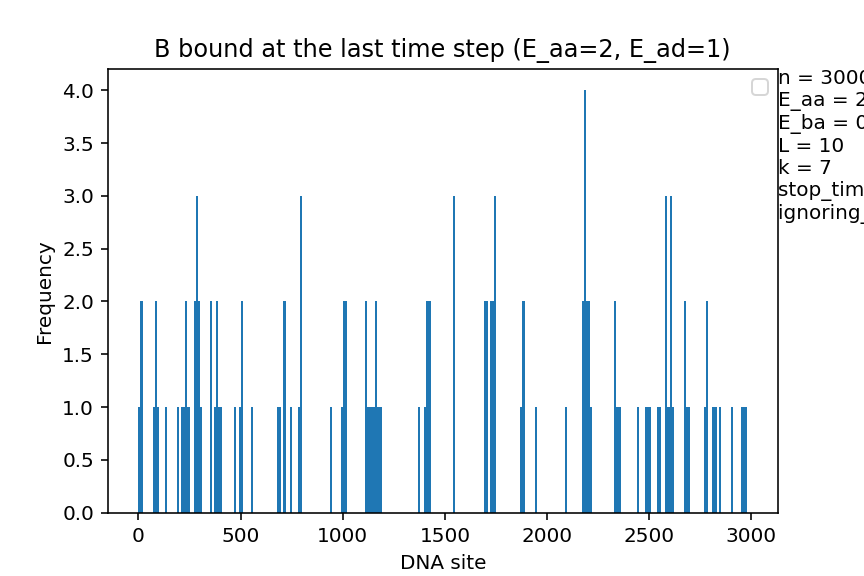 B bound at the last time step (E_aa=2, E_ad=1)
n = 3000
E_aa = 2
E_ba = 0
L = 10
k = 7
stop_tim
ignoring_
Frequency
4.0
3.5
3.0
2.5
2.0
1.5
1.0
0.5
0.0
0 500 1000 1500 2000 2500 3000
DNA site